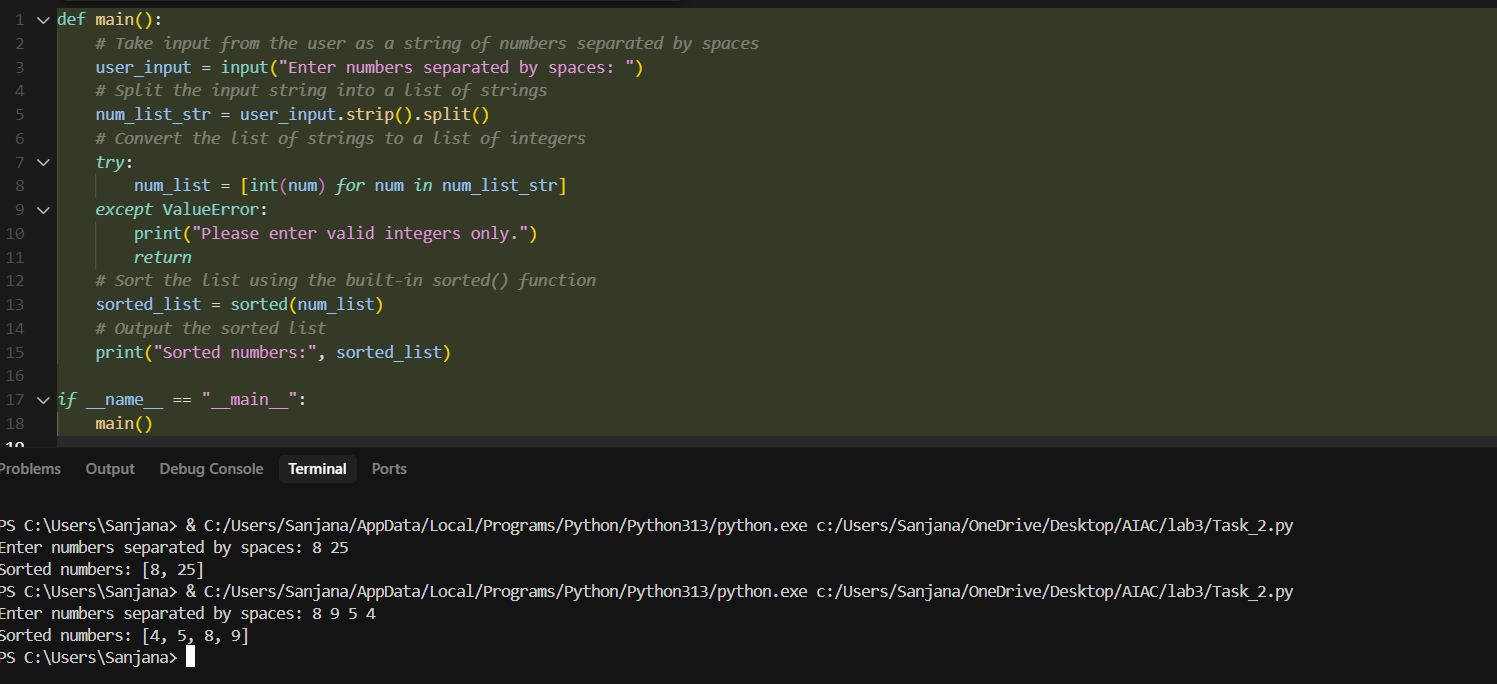 1 def main():
2 # Take input from the user as a string of numbers separated by spaces
3 user_input = input("Enter numbers separated by spaces: ")
4 # Split the input string into a list of strings
5 num_list_str = user_input.strip().split()
6 # Convert the list of strings to a list of integers
7 try:
8 num_list = [int(num) for num in num_list_str]
9 except ValueError:
10 print("Please enter valid integers only.")
11 return
12 # Sort the list using the built-in sorted() function
13 sorted_list = sorted(num_list)
14 # Output the sorted list
15 print("Sorted numbers:", sorted_list)
16
17 if __name__ == "__main__":
18 main()
19
Problems Output Debug Console Terminal Ports
PS C:\Users\Sanjana> & C:/Users/Sanjana/AppData/Local/Programs/Python/Python313/python.exe c:/Users/Sanjana/OneDrive/Desktop/AIAC/lab3/Task_2.py
Enter numbers separated by spaces: 8 25
Sorted numbers: [8, 25]
PS C:\Users\Sanjana> & C:/Users/Sanjana/AppData/Local/Programs/Python/Python313/python.exe c:/Users/Sanjana/OneDrive/Desktop/AIAC/lab3/Task_2.py
Enter numbers separated by spaces: 8 9 5 4
Sorted numbers: [4, 5, 8, 9]
PS C:\Users\Sanjana>